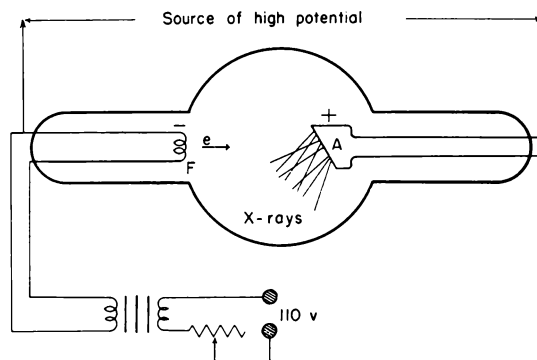 Source of high potential
− +
e A
F
X-rays
110 v